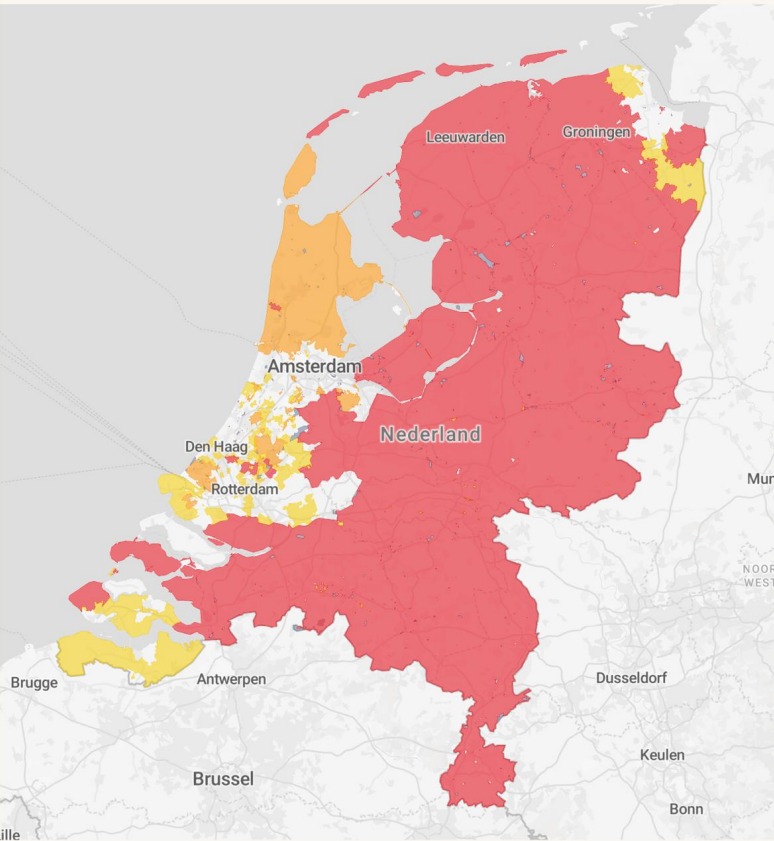 Leeuwarden
Groningen
Amsterdam
Den Haag
Nederland
Rotterdam
Mur
NOOR
WEST
Brugge
Antwerpen
Dusseldorf
Keulen
Brussel
Bonn
ille